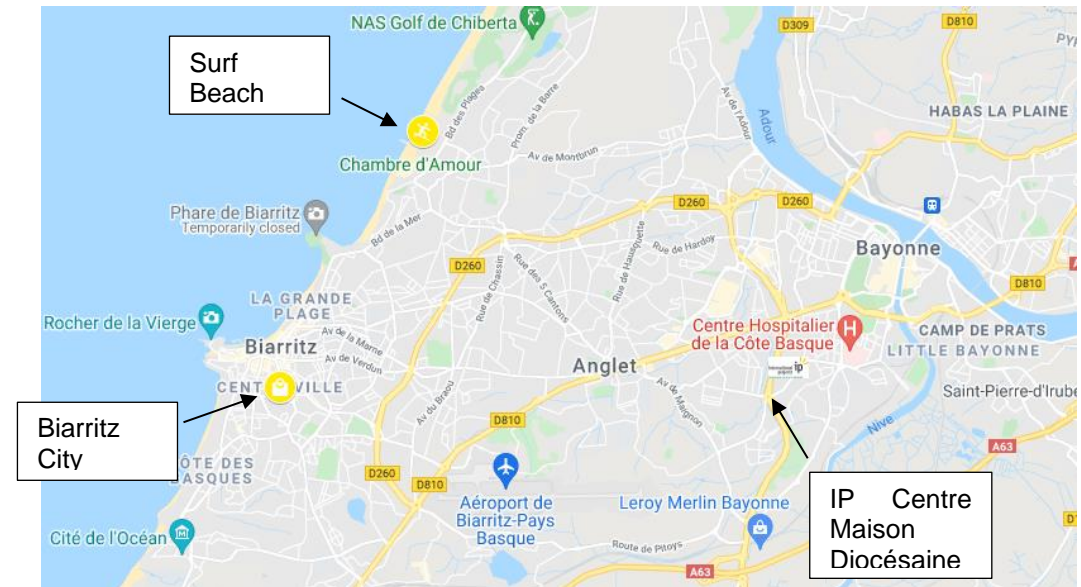 NAS Golf de Chiberta
D309
D810
Surf
Beach
Bd des Plages
Prom. de la Barre
Av de l'Adour
Adour
HABAS LA PLAINE
Chambre d'Amour
Av de Montbrun
Phare de Biarritz
Temporarily closed
Bd de la Mer
D260
D260
Rue de Hardoy
Rue de Hausquette
Bayonne
D260
Rue de Chassin
Rue des 5 Cantons
D810
LA GRANDE
PLAGE
Rocher de la Vierge
Av de la Marne
Biarritz
Av de Verdun
Centre Hospitalier
de la Côte Basque
CAMP DE PRATS
LITTLE BAYONNE
Anglet
international
projects ip
CENTRE VILLE
Av du Braou
Av de Maignon
Saint-Pierre-d'Irube
Biarritz
City
D810
Nive
A63
CÔTE DES
BASQUES
D260
D810
Aéroport de
Biarritz-Pays
Basque
Leroy Merlin Bayonne
IP Centre
Maison
Diocésaine
Cité de l'Océan
Route de Pitoys
A63